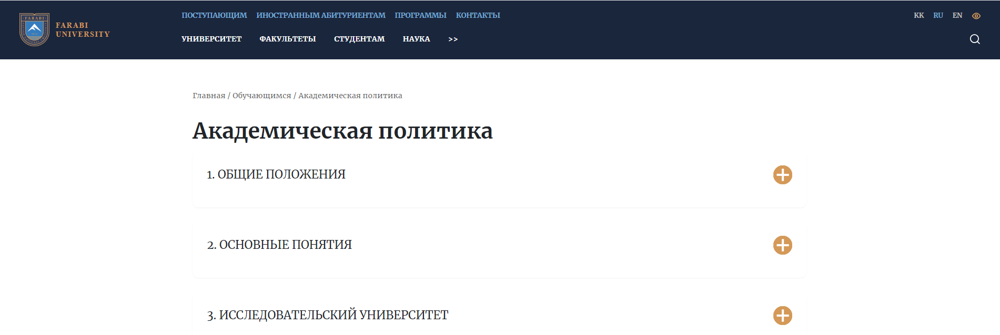 FARABI
UNIVERSITY
ПОСТУПАЮЩИМ ИНОСТРАННЫМ АБИТУРИЕНТАМ ПРОГРАММЫ КОНТАКТЫ
KK RU EN
УНИВЕРСИТЕТ ФАКУЛЬТЕТЫ СТУДЕНТАМ НАУКА >>
Главная / Обучающимся / Академическая политика
Академическая политика
1. ОБЩИЕ ПОЛОЖЕНИЯ
2. ОСНОВНЫЕ ПОНЯТИЯ
3. ИССЛЕДОВАТЕЛЬСКИЙ УНИВЕРСИТЕТ